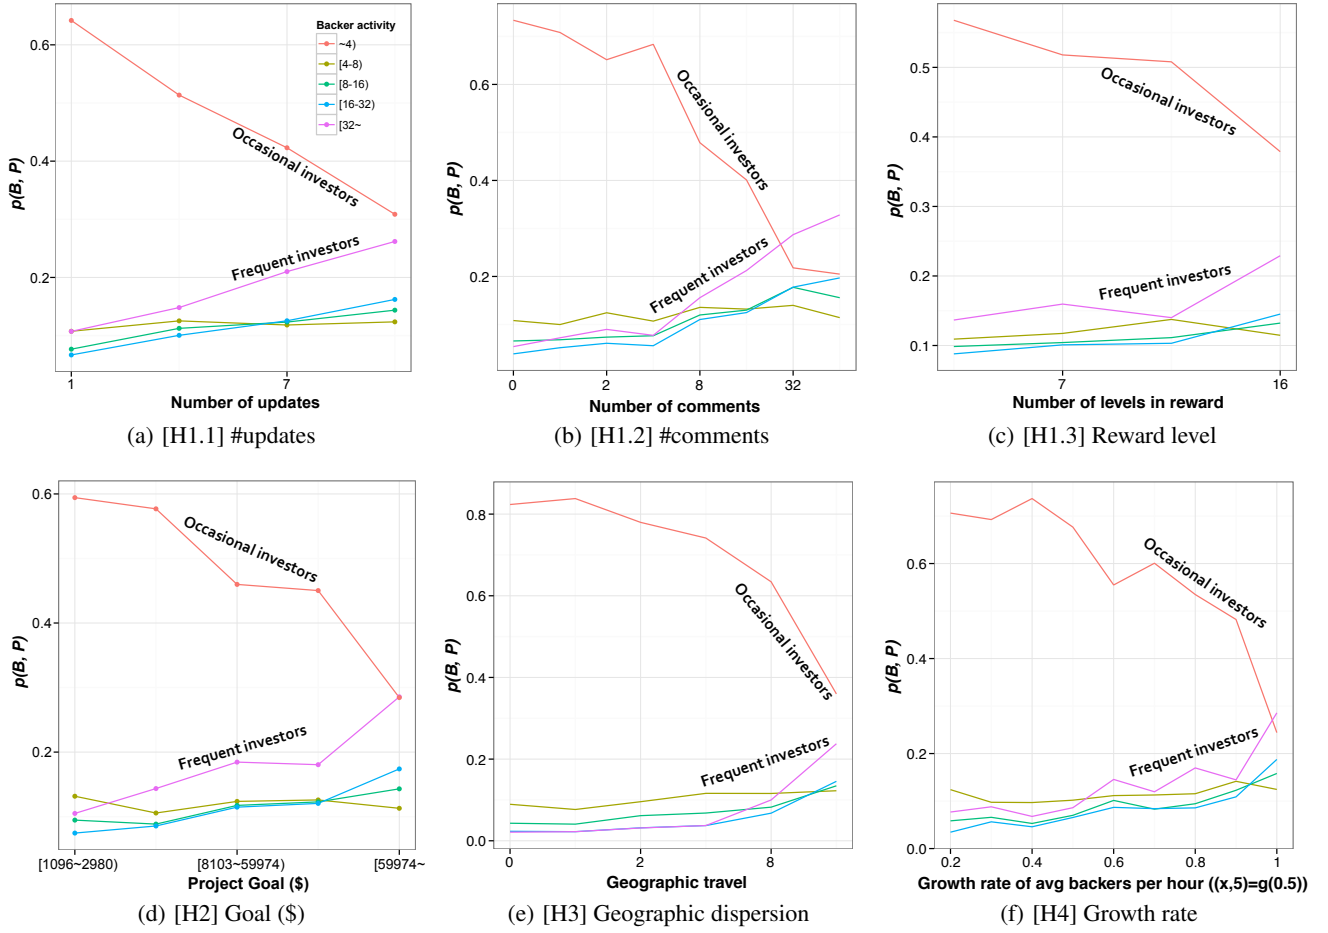 Backer activity
~4)
[4-8)
[8-16)
[16-32)
[32~
Occasional investors
Frequent investors
0.6
0.4
0.2
p(B, P)
1
7
Number of updates
(a) [H1.1] #updates
Occasional investors
Frequent investors
0.6
0.4
0.2
p(B, P)
0
2
8
32
Number of comments
(b) [H1.2] #comments
Occasional investors
Frequent investors
0.5
0.4
0.3
0.2
0.1
p(B, P)
7
16
Number of levels in reward
(c) [H1.3] Reward level
Occasional investors
Frequent investors
0.6
0.4
0.2
p(B, P)
[1096~2980)
[8103~59974)
[59974~
Project Goal ($)
(d) [H2] Goal ($)
Occasional investors
Frequent investors
0.8
0.6
0.4
0.2
0.0
p(B, P)
0
2
8
Geographic travel
(e) [H3] Geographic dispersion
Occasional investors
Frequent investors
0.6
0.4
0.2
0.0
p(B, P)
0.2
0.4
0.6
0.8
1
Growth rate of avg backers per hour ((x,5)=g(0.5))
(f) [H4] Growth rate